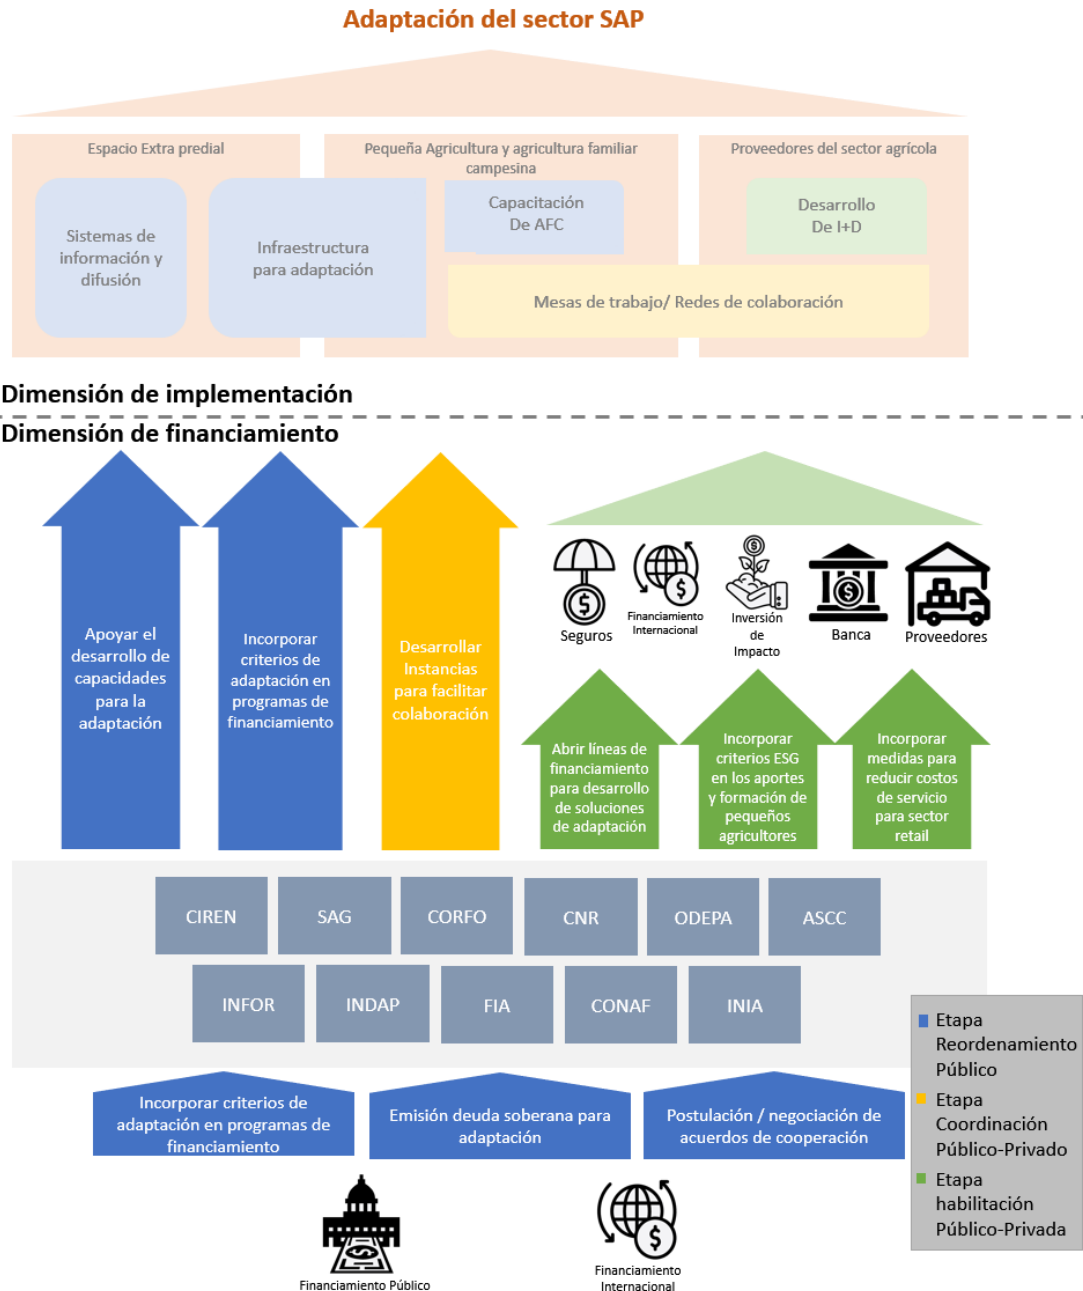 Adaptación del sector SAP
Espacio Extra predial
Pequeña Agricultura y agricultura familiar
campesina
Proveedores del sector agrícola
Sistemas de
información y
difusión
Infraestructura
para adaptación
Capacitación
De AFC
Desarrollo
De I+D
Mesas de trabajo/ Redes de colaboración
Dimensión de implementación
Dimensión de financiamiento
Apoyar el
desarrollo de
capacidades
para la
adaptación
Incorporar
criterios de
adaptación en
programas de
financiamiento
Desarrollar
Instancias
para facilitar
colaboración
Seguros
Financiamiento
Internacional
Inversión
de
Impacto
Banca
Proveedores
Abrir líneas de
financiamiento
para desarrollo
de soluciones
de adaptación
Incorporar
criterios ESG
en los aportes
y formación de
pequeños
agricultores
Incorporar
medidas para
reducir costos
de servicio
para sector
retail
CIREN
SAG
CORFO
CNR
ODEPA
ASCC
INFOR
INDAP
FIA
CONAF
INIA
Incorporar criterios de
adaptación en programas de
financiamiento
Emisión deuda soberana para
adaptación
Postulación / negociación de
acuerdos de cooperación
Financiamiento Público
Financiamiento
Internacional
Etapa
Reordenamiento
Público
Etapa
Coordinación
Público-Privado
Etapa
habilitación
Público-Privada